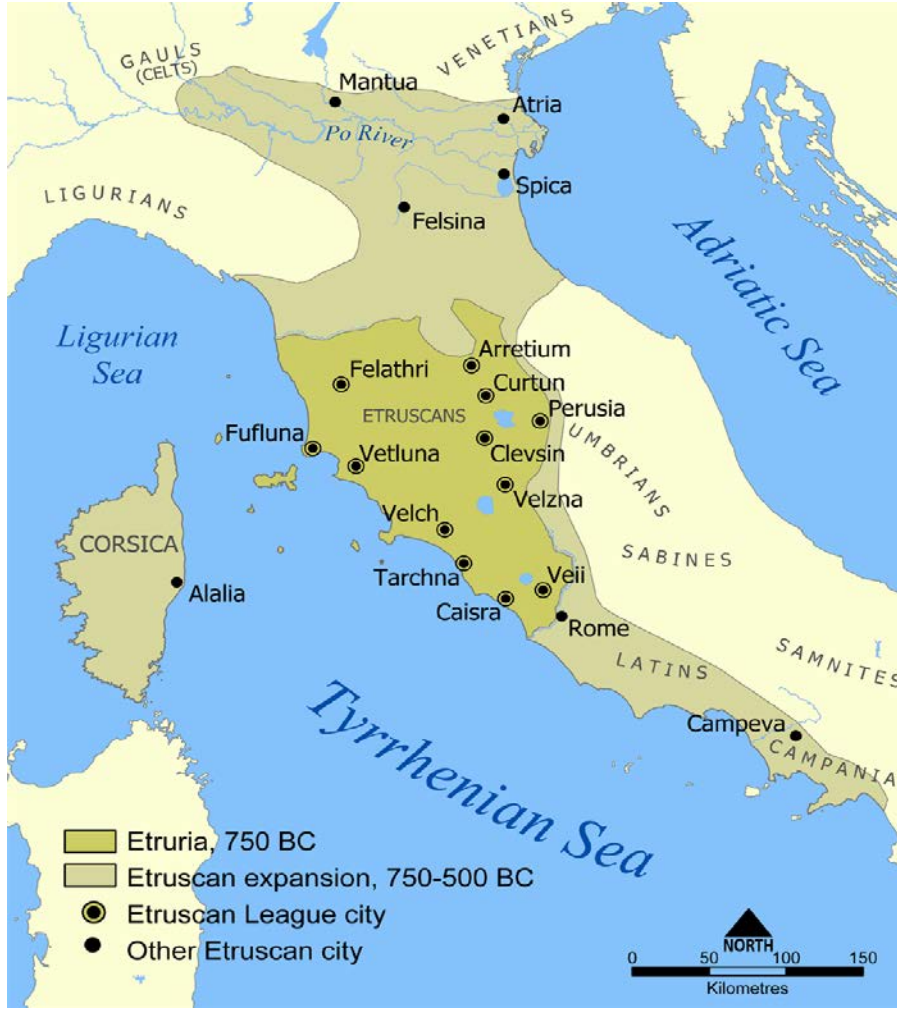 GAULS
(CELTS)
VENETIANS
Mantua
Atria
Po River
Spica
LIGURIANS
Felsina
Adriatic Sea
Ligurian
Sea
Arretium
Felathri
Curtun
ETRUSCANS
Perusia
Fufluna
Clevsin
UMBRIANS
Vetluna
Velzna
Velch
CORSICA
SABINES
Tarchna
Veii
Alalia
Caisra
Rome
LATINS
SAMNITES
Tyrrhenian Sea
Campeva
CAMPANIA
Etruria, 750 BC
Etruscan expansion, 750-500 BC
Etruscan League city
Other Etruscan city
NORTH
0 50 100 150
Kilometres